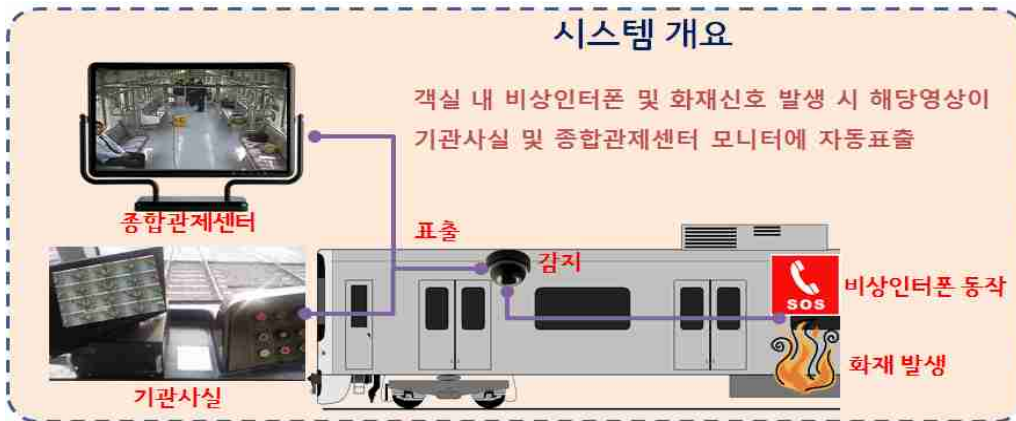 시스템 개요
객실 내 비상인터폰 및 화재신호 발생 시 해당영상이
기관사실 및 종합관제센터 모니터에 자동표출
종합관제센터
표출
감지
SOS
비상인터폰 동작
화재 발생
기관사실